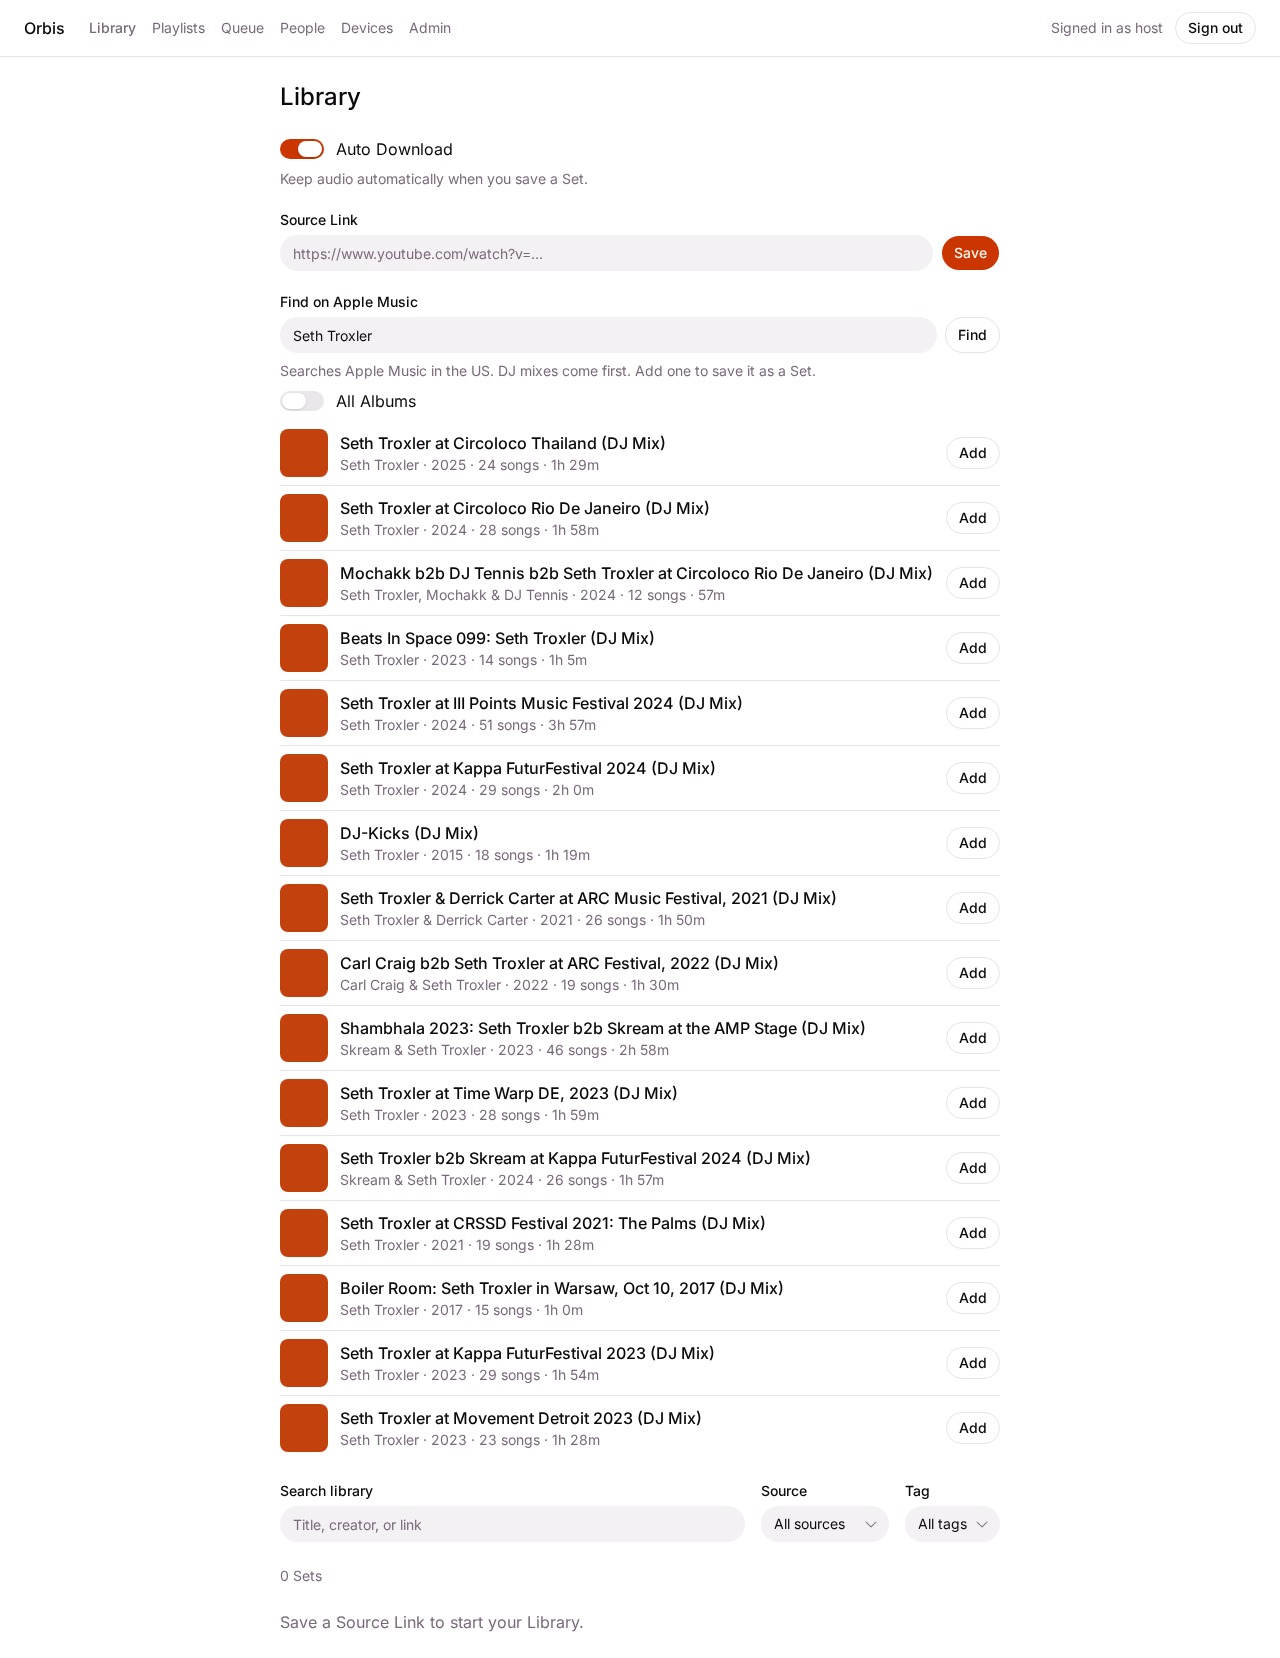 Orbis Library Playlists Queue People Devices Admin Signed in as host Sign out
Library
Auto Download
Keep audio automatically when you save a Set.
Source Link
https://www.youtube.com/watch?v=... Save
Find on Apple Music
Seth Troxler Find
Searches Apple Music in the US. DJ mixes come first. Add one to save it as a Set.
All Albums
Seth Troxler at Circoloco Thailand (DJ Mix)
Seth Troxler · 2025 · 24 songs · 1h 29m
Add
Seth Troxler at Circoloco Rio De Janeiro (DJ Mix)
Seth Troxler · 2024 · 28 songs · 1h 58m
Add
Mochakk b2b DJ Tennis b2b Seth Troxler at Circoloco Rio De Janeiro (DJ Mix)
Seth Troxler, Mochakk & DJ Tennis · 2024 · 12 songs · 57m
Add
Beats In Space 099: Seth Troxler (DJ Mix)
Seth Troxler · 2023 · 14 songs · 1h 5m
Add
Seth Troxler at III Points Music Festival 2024 (DJ Mix)
Seth Troxler · 2024 · 51 songs · 3h 57m
Add
Seth Troxler at Kappa FuturFestival 2024 (DJ Mix)
Seth Troxler · 2024 · 29 songs · 2h 0m
Add
DJ-Kicks (DJ Mix)
Seth Troxler · 2015 · 18 songs · 1h 19m
Add
Seth Troxler & Derrick Carter at ARC Music Festival, 2021 (DJ Mix)
Seth Troxler & Derrick Carter · 2021 · 26 songs · 1h 50m
Add
Carl Craig b2b Seth Troxler at ARC Festival, 2022 (DJ Mix)
Carl Craig & Seth Troxler · 2022 · 19 songs · 1h 30m
Add
Shambhala 2023: Seth Troxler b2b Skream at the AMP Stage (DJ Mix)
Skream & Seth Troxler · 2023 · 46 songs · 2h 58m
Add
Seth Troxler at Time Warp DE, 2023 (DJ Mix)
Seth Troxler · 2023 · 28 songs · 1h 59m
Add
Seth Troxler b2b Skream at Kappa FuturFestival 2024 (DJ Mix)
Skream & Seth Troxler · 2024 · 26 songs · 1h 57m
Add
Seth Troxler at CRSSD Festival 2021: The Palms (DJ Mix)
Seth Troxler · 2021 · 19 songs · 1h 28m
Add
Boiler Room: Seth Troxler in Warsaw, Oct 10, 2017 (DJ Mix)
Seth Troxler · 2017 · 15 songs · 1h 0m
Add
Seth Troxler at Kappa FuturFestival 2023 (DJ Mix)
Seth Troxler · 2023 · 29 songs · 1h 54m
Add
Seth Troxler at Movement Detroit 2023 (DJ Mix)
Seth Troxler · 2023 · 23 songs · 1h 28m
Add
Search library Source Tag
Title, creator, or link All sources All tags
0 Sets
Save a Source Link to start your Library.